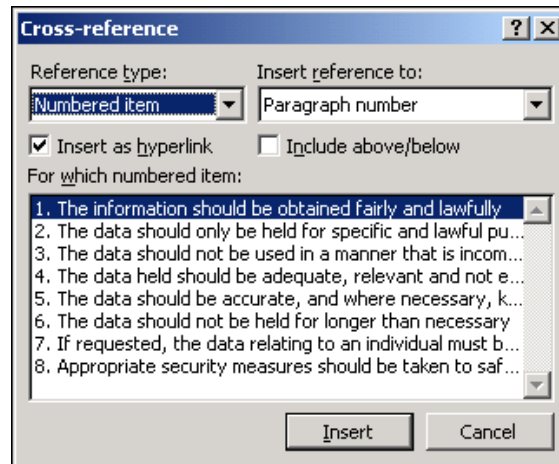 Cross-reference
Reference type: Insert reference to:
Numbered item Paragraph number
Insert as hyperlink Include above/below
For which numbered item:
1. The information should be obtained fairly and lawfully
2. The data should only be held for specific and lawful pu...
3. The data should not be used in a manner that is incom...
4. The data held should be adequate, relevant and not e...
5. The data should be accurate, and where necessary, k...
6. The data should not be held for longer than necessary
7. If requested, the data relating to an individual must b...
8. Appropriate security measures should be taken to saf...
Insert Cancel